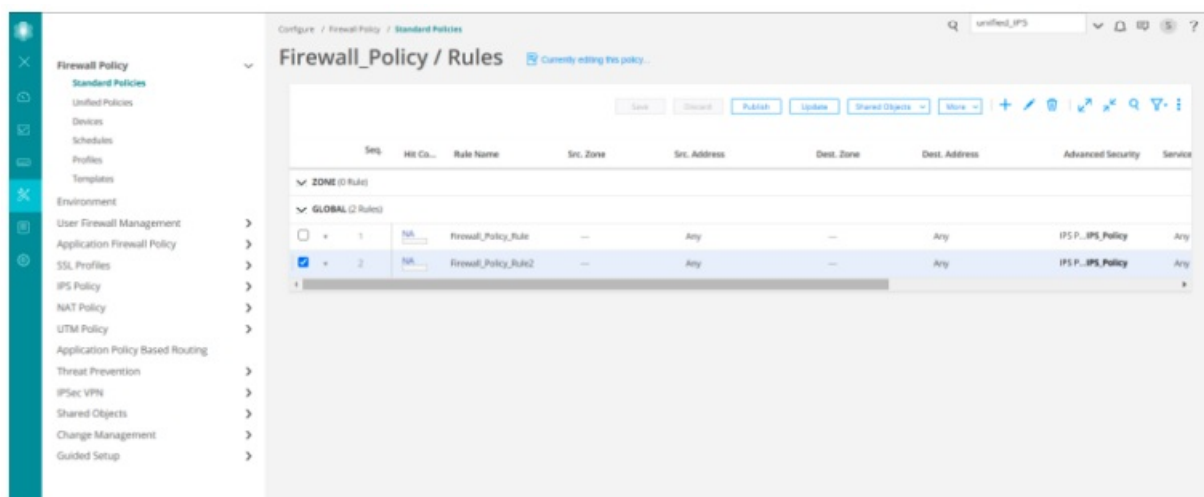 Configure / Firewall Policy / Standard Policies
unified_IPS
S
?
Firewall_Policy / Rules
Currently editing this policy...
Firewall Policy
Standard Policies
Unified Policies
Devices
Schedules
Profiles
Templates
Environment
User Firewall Management
Application Firewall Policy
SSL Profiles
IPS Policy
NAT Policy
UTM Policy
Application Policy Based Routing
Threat Prevention
IPSec VPN
Shared Objects
Change Management
Guided Setup
Save Discard Publish Update Shared Objects More
Seq. Hit Co... Rule Name Src. Zone Src. Address Dest. Zone Dest. Address Advanced Security Service
ZONE (0 Rule)
GLOBAL (2 Rules)
1 NA Firewall_Policy_Rule — Any — Any IPS P...IPS_Policy Any
2 NA Firewall_Policy_Rule2 — Any — Any IPS P...IPS_Policy Any